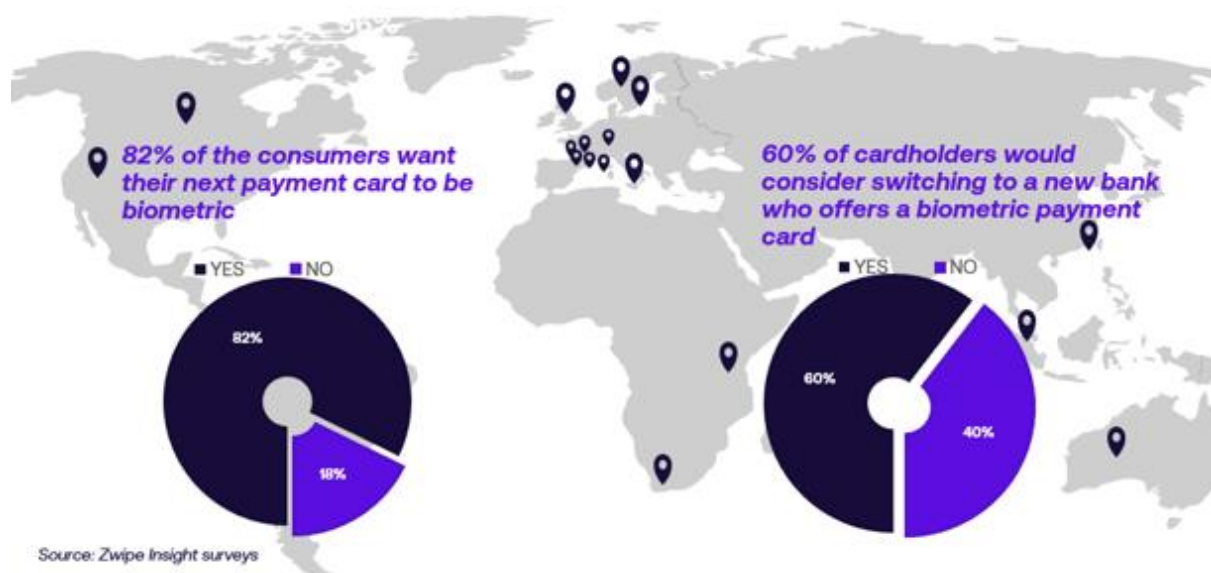 82% of the consumers want
their next payment card to be
biometric
YES NO
82%
18%
60% of cardholders would
consider switching to a new bank
who offers a biometric payment
card
YES NO
60%
40%
Source: Zwipe Insight surveys